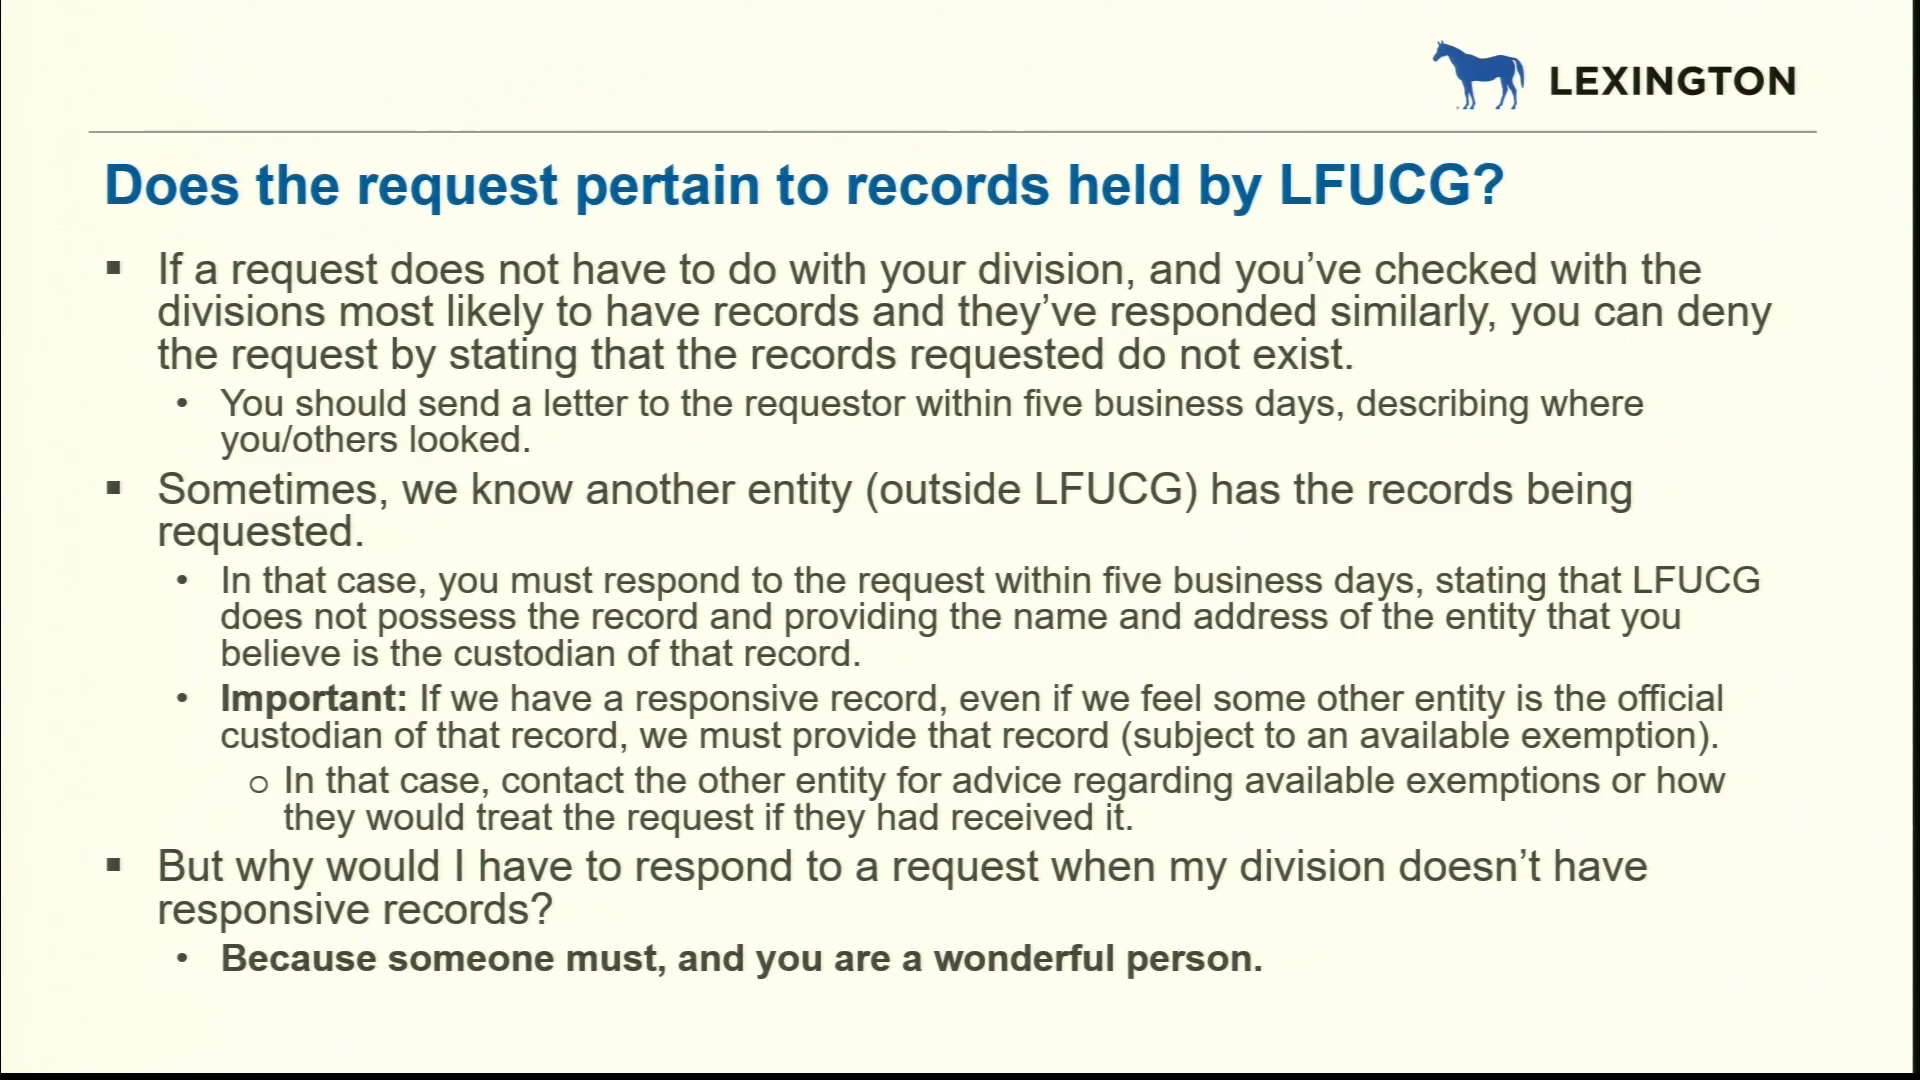 LEXINGTON
Does the request pertain to records held by LFUCG?
▪ If a request does not have to do with your division, and you’ve checked with the
divisions most likely to have records and they’ve responded similarly, you can deny
the request by stating that the records requested do not exist.
• You should send a letter to the requestor within five business days, describing where
you/others looked.
▪ Sometimes, we know another entity (outside LFUCG) has the records being
requested.
• In that case, you must respond to the request within five business days, stating that LFUCG
does not possess the record and providing the name and address of the entity that you
believe is the custodian of that record.
• Important: If we have a responsive record, even if we feel some other entity is the official
custodian of that record, we must provide that record (subject to an available exemption).
o In that case, contact the other entity for advice regarding available exemptions or how
they would treat the request if they had received it.
▪ But why would I have to respond to a request when my division doesn’t have
responsive records?
• Because someone must, and you are a wonderful person.